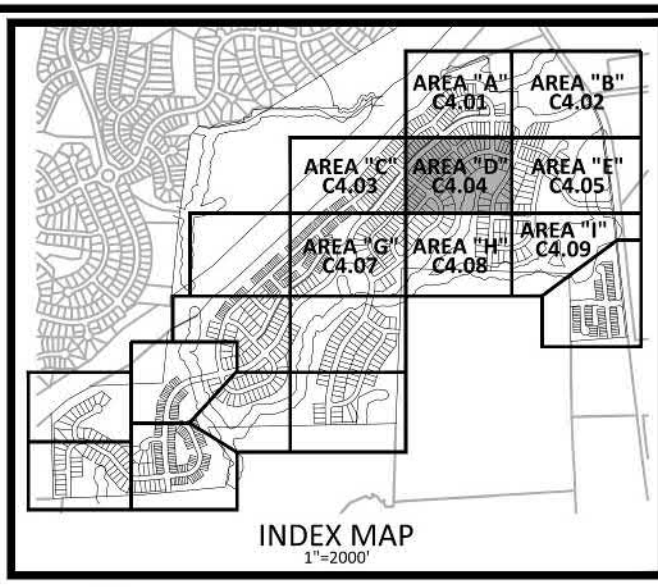 AREA "A"
C4.01
AREA "B"
C4.02
AREA "C"
C4.03
AREA "D"
C4.04
AREA "E"
C4.05
AREA "G"
C4.07
AREA "H"
C4.08
AREA "I"
C4.09
INDEX MAP
1"=2000'